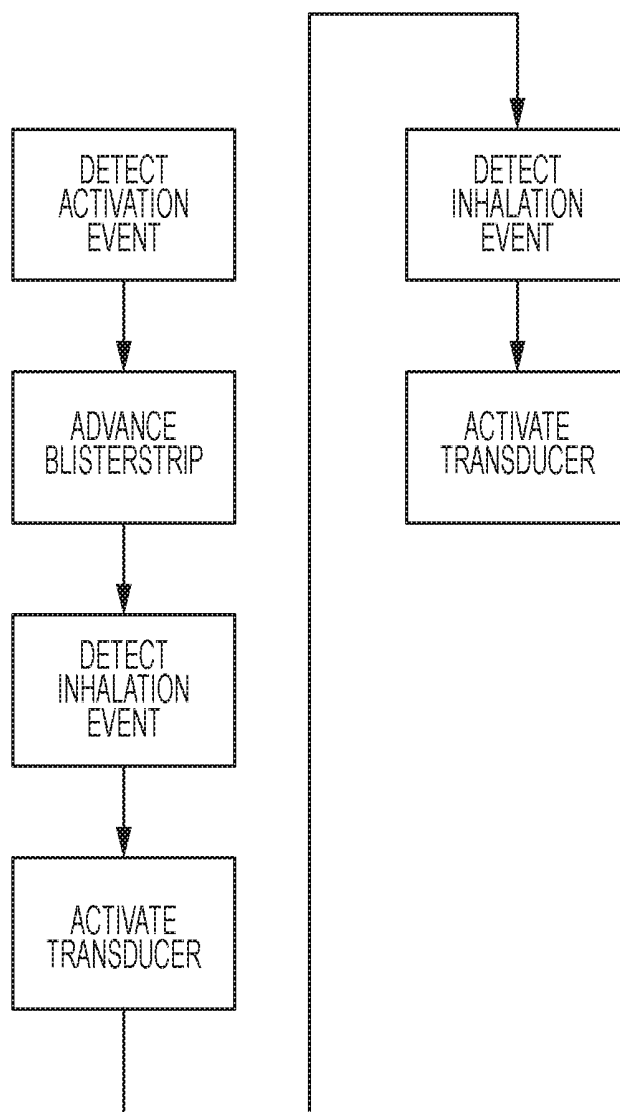 DETECT
ACTIVATION
EVENT
ADVANCE
BLISTERSTRIP
DETECT
INHALATION
EVENT
ACTIVATE
TRANSDUCER
DETECT
INHALATION
EVENT
ACTIVATE
TRANSDUCER